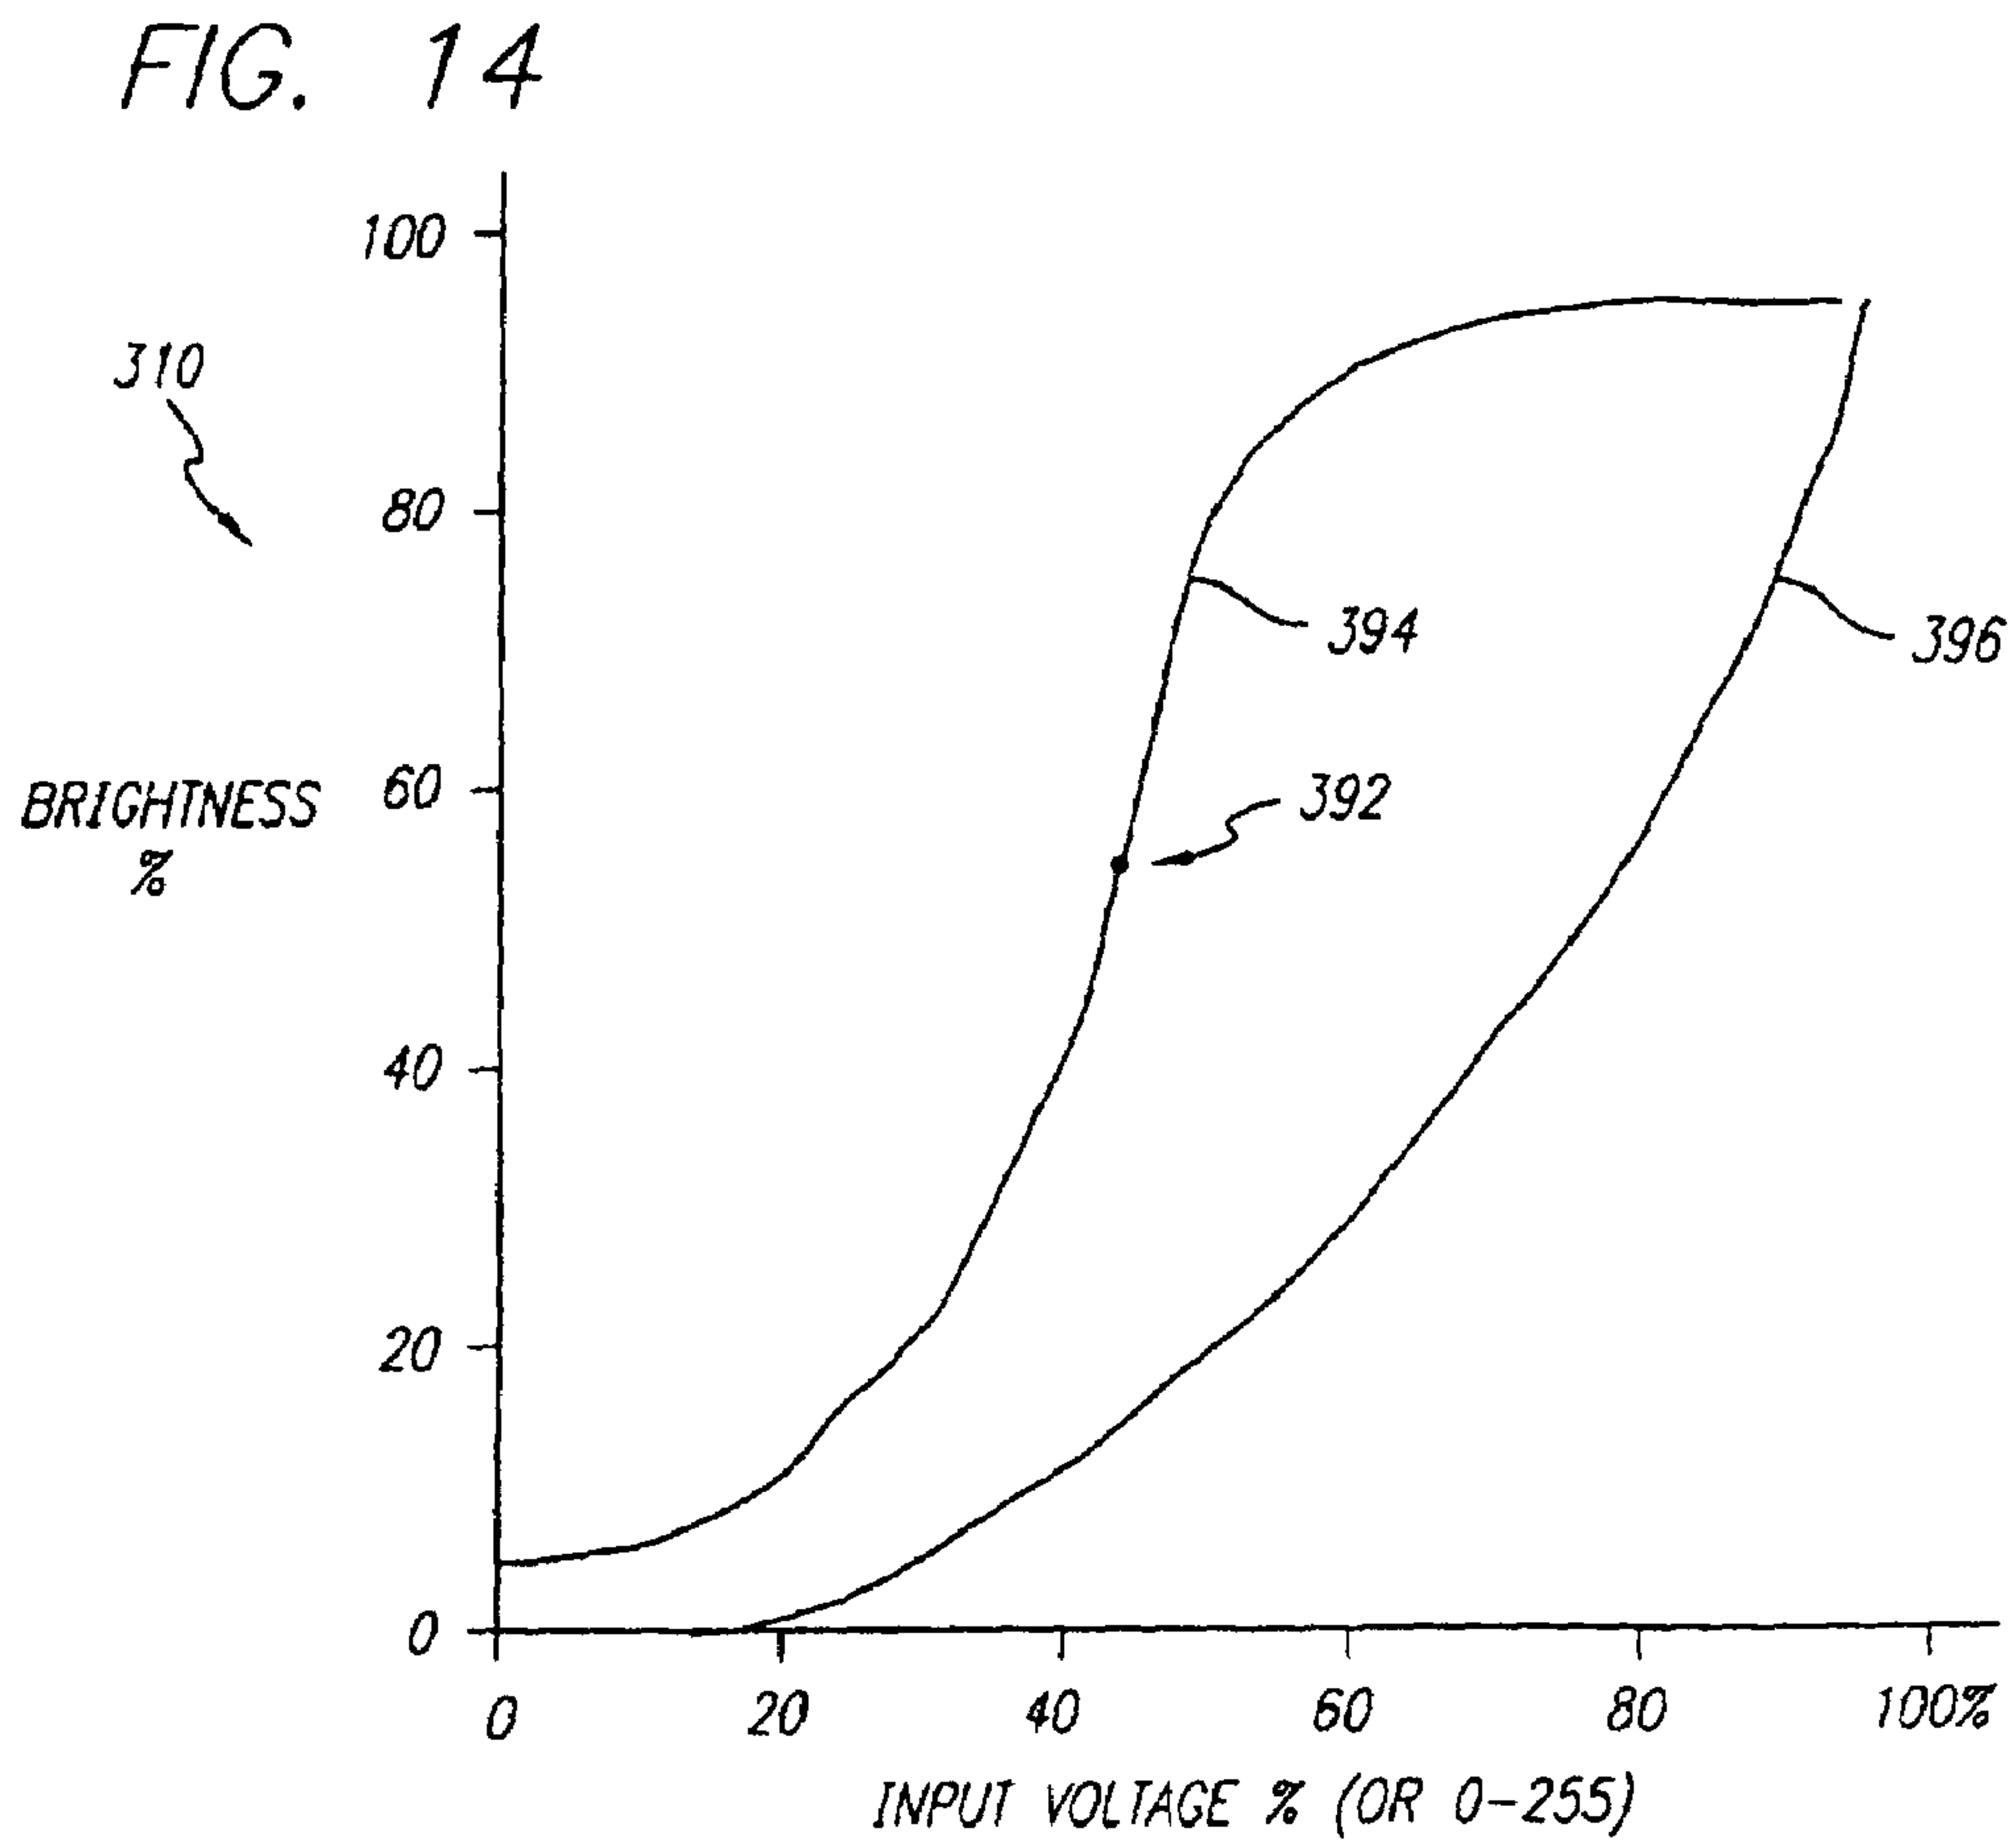 FIG. 14
100
310
80
394
396
BRIGHTNESS
%
60
392
40
20
0
0 20 40 60 80 100%
INPUT VOLTAGE % (OR 0-255)